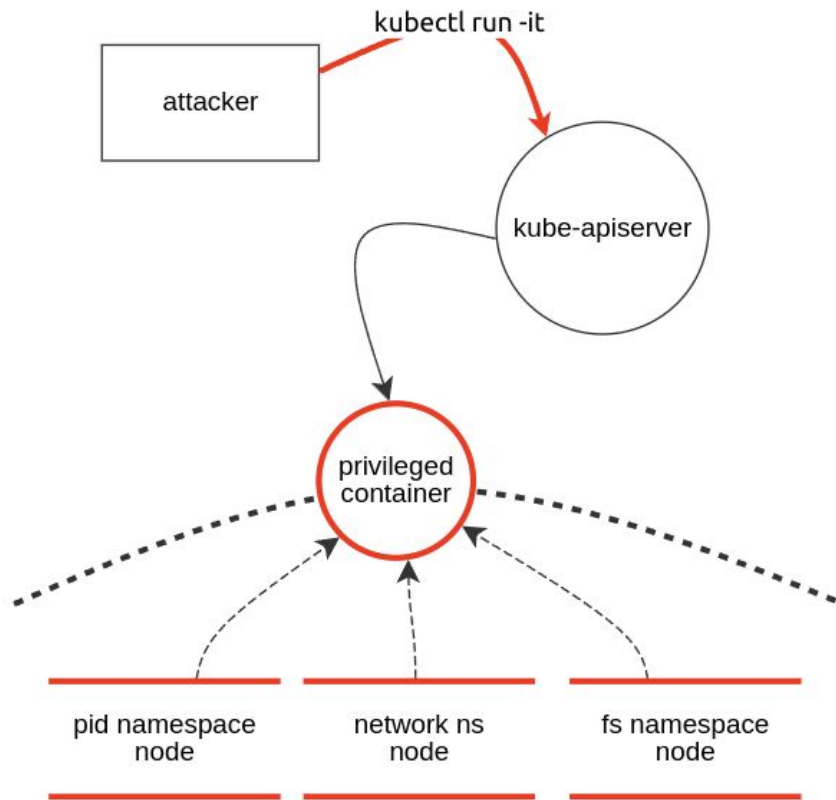 kubectl run -it
attacker
kube-apiserver
privileged
container
pid namespace
node
network ns
node
fs namespace
node